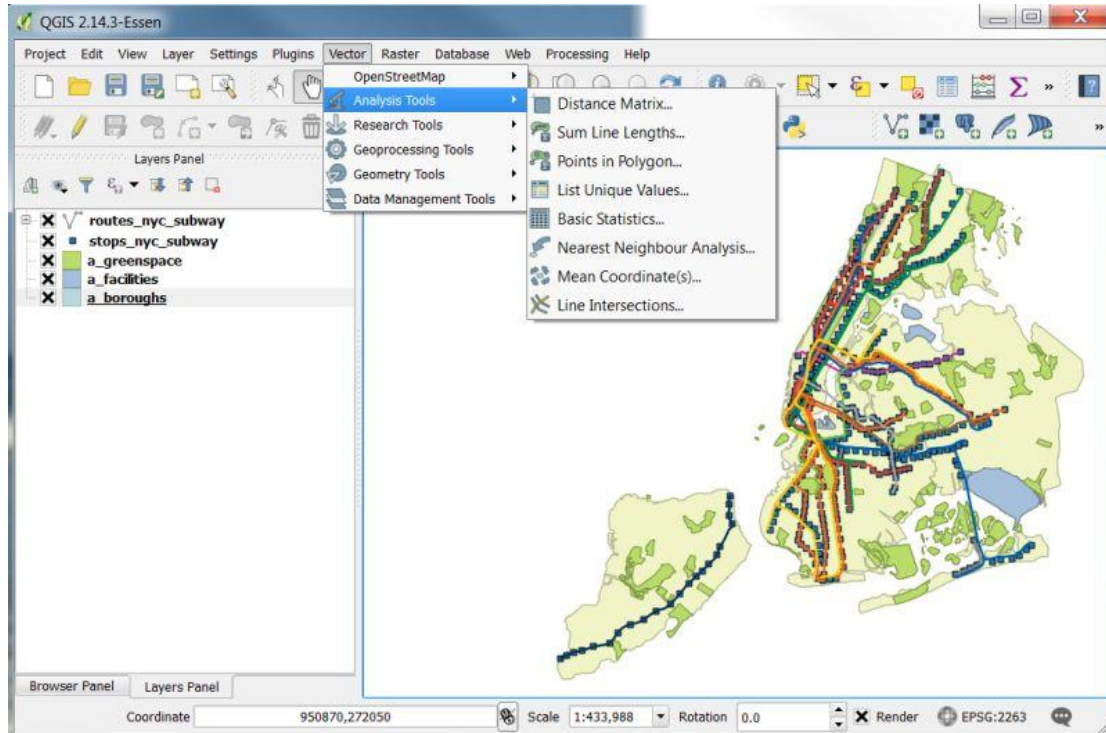 QGIS 2.14.3-Essen
Project Edit View Layer Settings Plugins Vector Raster Database Web Processing Help
OpenStreetMap
Analysis Tools
Research Tools
Geoprocessing Tools
Geometry Tools
Data Management Tools
Distance Matrix...
Sum Line Lengths...
Points in Polygon...
List Unique Values...
Basic Statistics...
Nearest Neighbour Analysis...
Mean Coordinate(s)...
Line Intersections...
Layers Panel
routes_nyc_subway
stops_nyc_subway
a_greenspace
a_facilities
a_boroughs
Browser Panel Layers Panel
Coordinate 950870,272050 Scale 1:433,988 Rotation 0.0 Render EPSG:2263